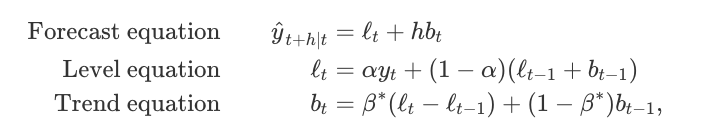 Forecast equation ŷ_{t+h|t} = ℓ_t + hb_t
Level equation ℓ_t = αy_t + (1 − α)(ℓ_{t−1} + b_{t−1})
Trend equation b_t = β*(ℓ_t − ℓ_{t−1}) + (1 − β*)b_{t−1},